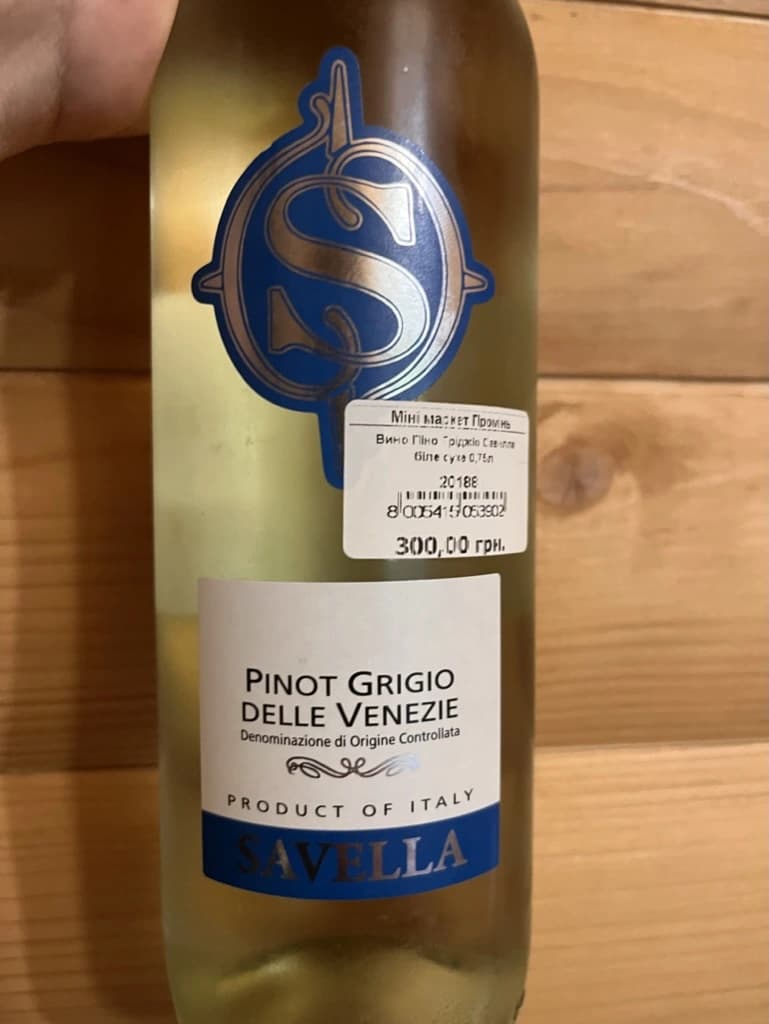 S
Міні маркет Промінь
Вино Піно Гріджіо Савелла
біле сухе 0,75л
20188
8 005415 053902
300,00 грн.
PINOT GRIGIO
DELLE VENEZIE
Denominazione di Origine Controllata
PRODUCT OF ITALY
SAVELLA